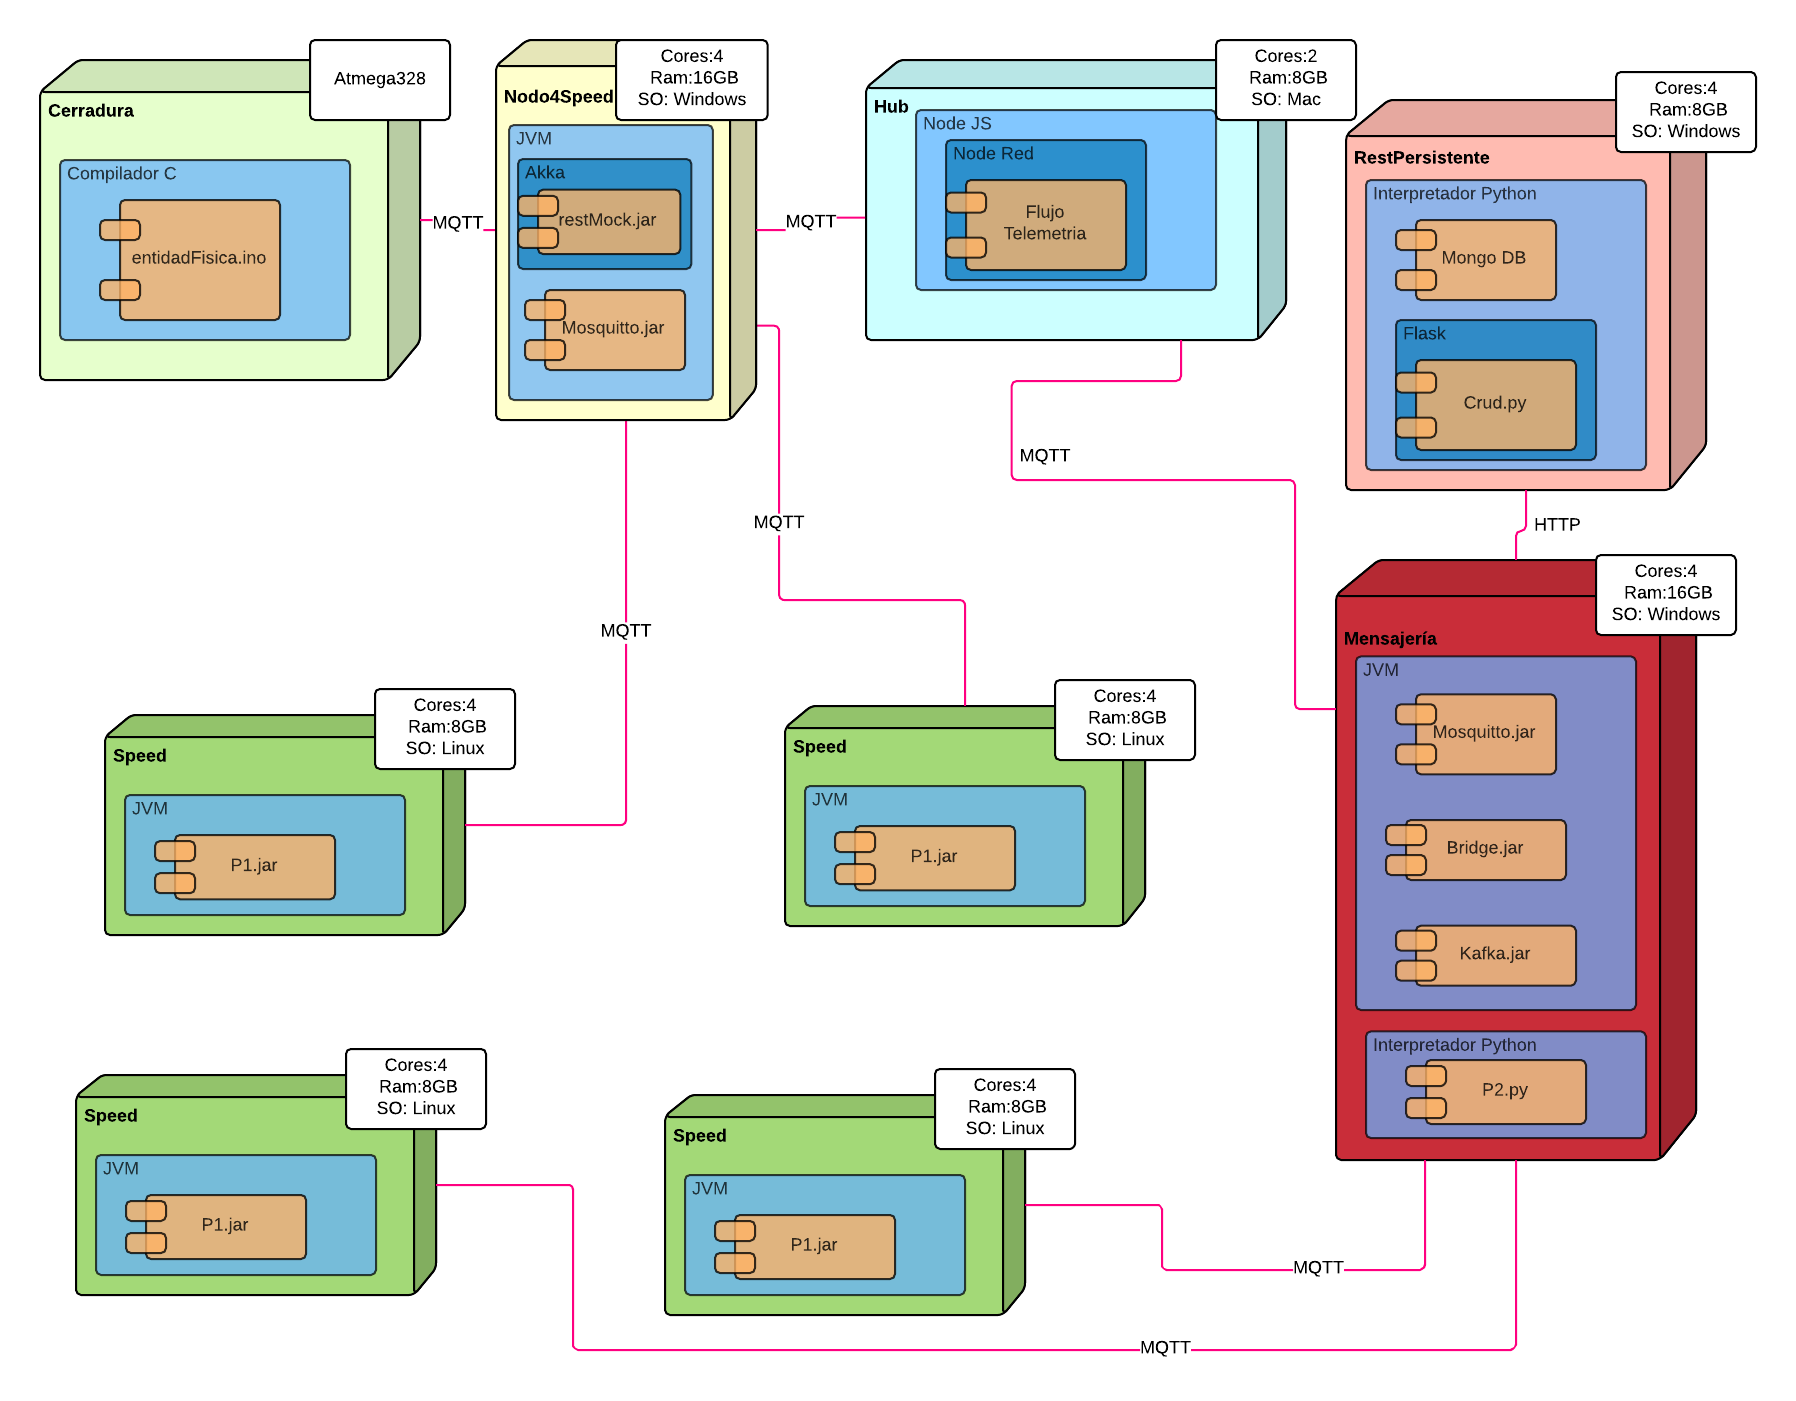 Atmega328
Cerradura
Compilador C
entidadFisica.ino
MQTT
Cores:4
Ram:16GB
SO: Windows
Nodo4Speed
JVM
Akka
restMock.jar
Mosquitto.jar
MQTT
Cores:2
Ram:8GB
SO: Mac
Hub
Node JS
Node Red
Flujo
Telemetria
Cores:4
Ram:8GB
SO: Windows
RestPersistente
Interpretador Python
Mongo DB
Flask
Crud.py
MQTT
MQTT
MQTT
HTTP
Cores:4
Ram:16GB
SO: Windows
Mensajería
JVM
Mosquitto.jar
Bridge.jar
Kafka.jar
Interpretador Python
P2.py
Cores:4
Ram:8GB
SO: Linux
Speed
JVM
P1.jar
Cores:4
Ram:8GB
SO: Linux
Speed
JVM
P1.jar
Cores:4
Ram:8GB
SO: Linux
Speed
JVM
P1.jar
Cores:4
Ram:8GB
SO: Linux
Speed
JVM
P1.jar
MQTT
MQTT